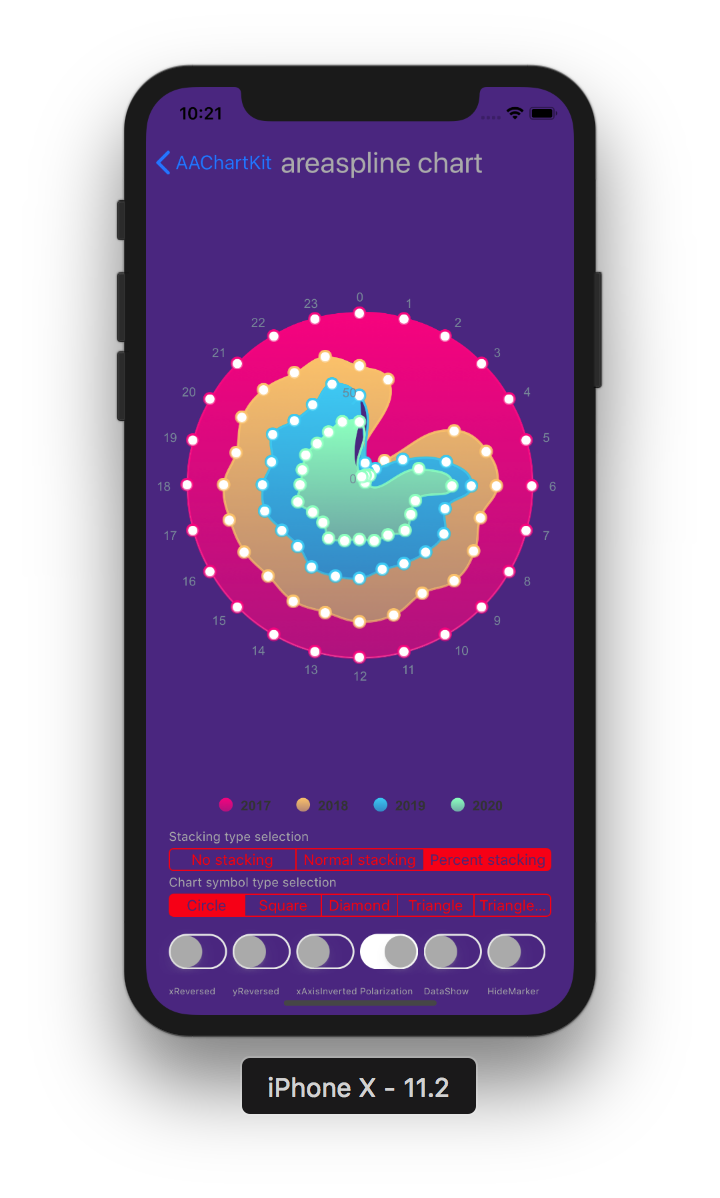 10:21
AAChartKit areaspline chart
23 0 1
22 2
21 3
20 50 4
19 5
18 0 6
17 7
16 8
15 9
14 10
13 12 11
2017 2018 2019 2020
Stacking type selection
No stacking Normal stacking Percent stacking
Chart symbol type selection
Circle Square Diamond Triangle Triangle...
xReversed yReversed xAxisInverted Polarization DataShow HideMarker
iPhone X - 11.2